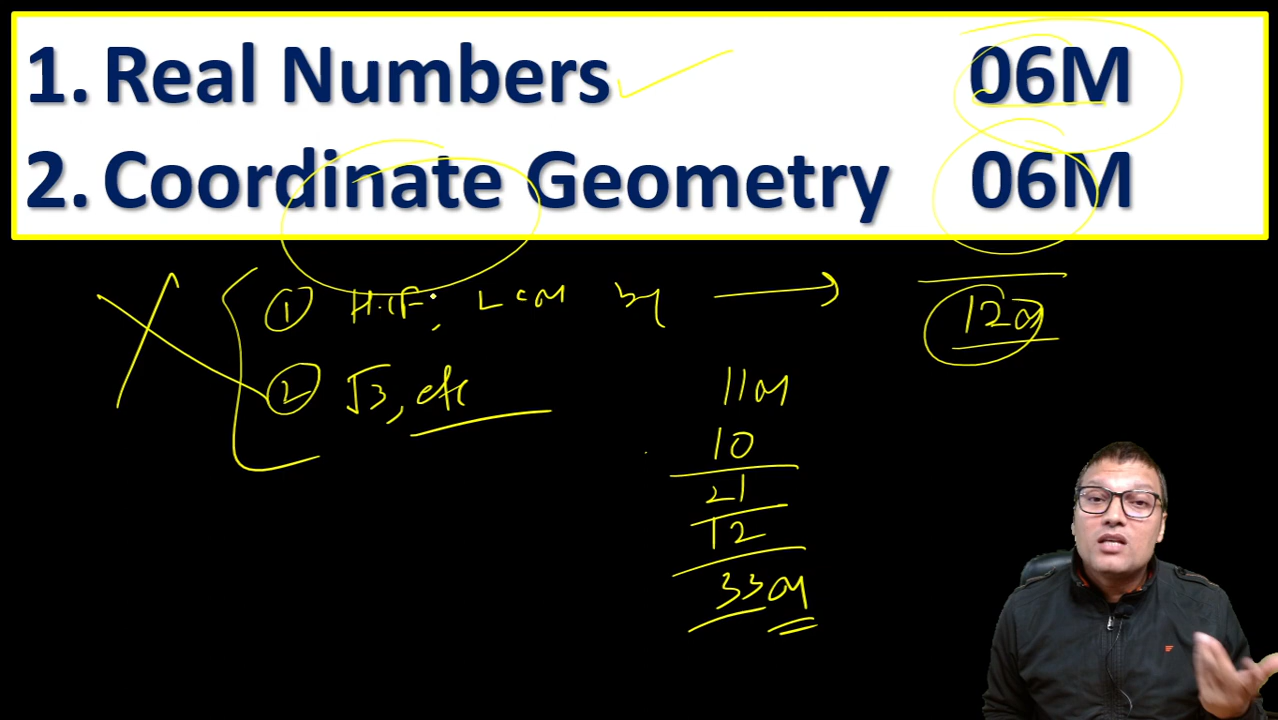 1. Real Numbers 06M
2. Coordinate Geometry 06M
① H.C.F, LCM by → 12M
② √3, etc
11M
10
21
12
33M